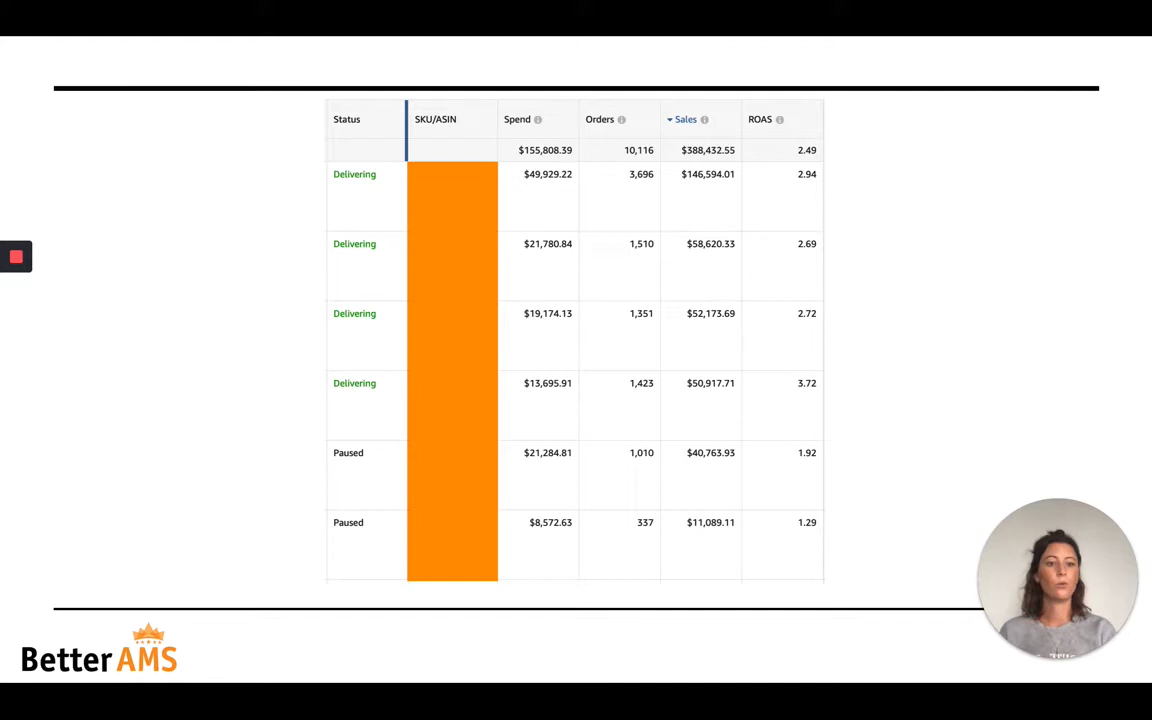 Status SKU/ASIN Spend Orders Sales ROAS
$155,808.39 10,116 $388,432.55 2.49
Delivering $49,929.22 3,696 $146,594.01 2.94
Delivering $21,780.84 1,510 $58,620.33 2.69
Delivering $19,174.13 1,351 $52,173.69 2.72
Delivering $13,695.91 1,423 $50,917.71 3.72
Paused $21,284.81 1,010 $40,763.93 1.92
Paused $8,572.63 337 $11,089.11 1.29
Better AMS